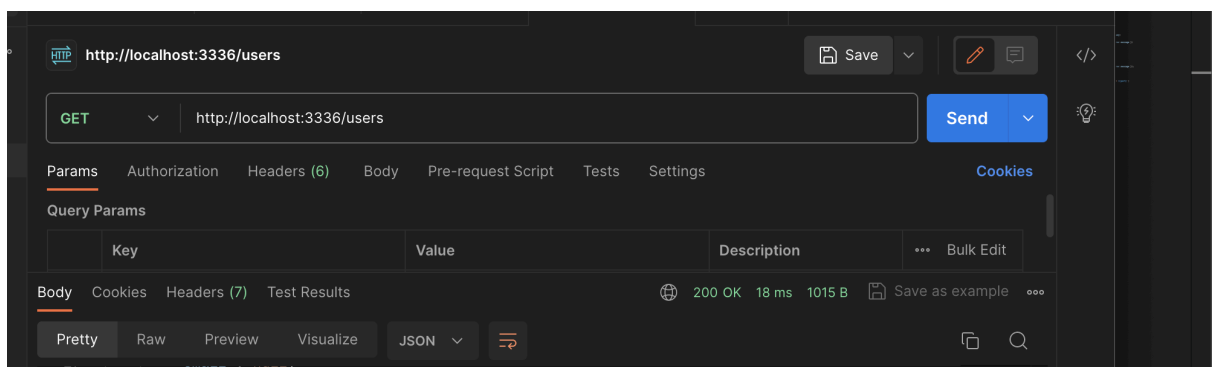 HTTP http://localhost:3336/users Save
GET http://localhost:3336/users Send
Params Authorization Headers (6) Body Pre-request Script Tests Settings Cookies
Query Params
Key Value Description Bulk Edit
Body Cookies Headers (7) Test Results 200 OK 18 ms 1015 B Save as example
Pretty Raw Preview Visualize JSON